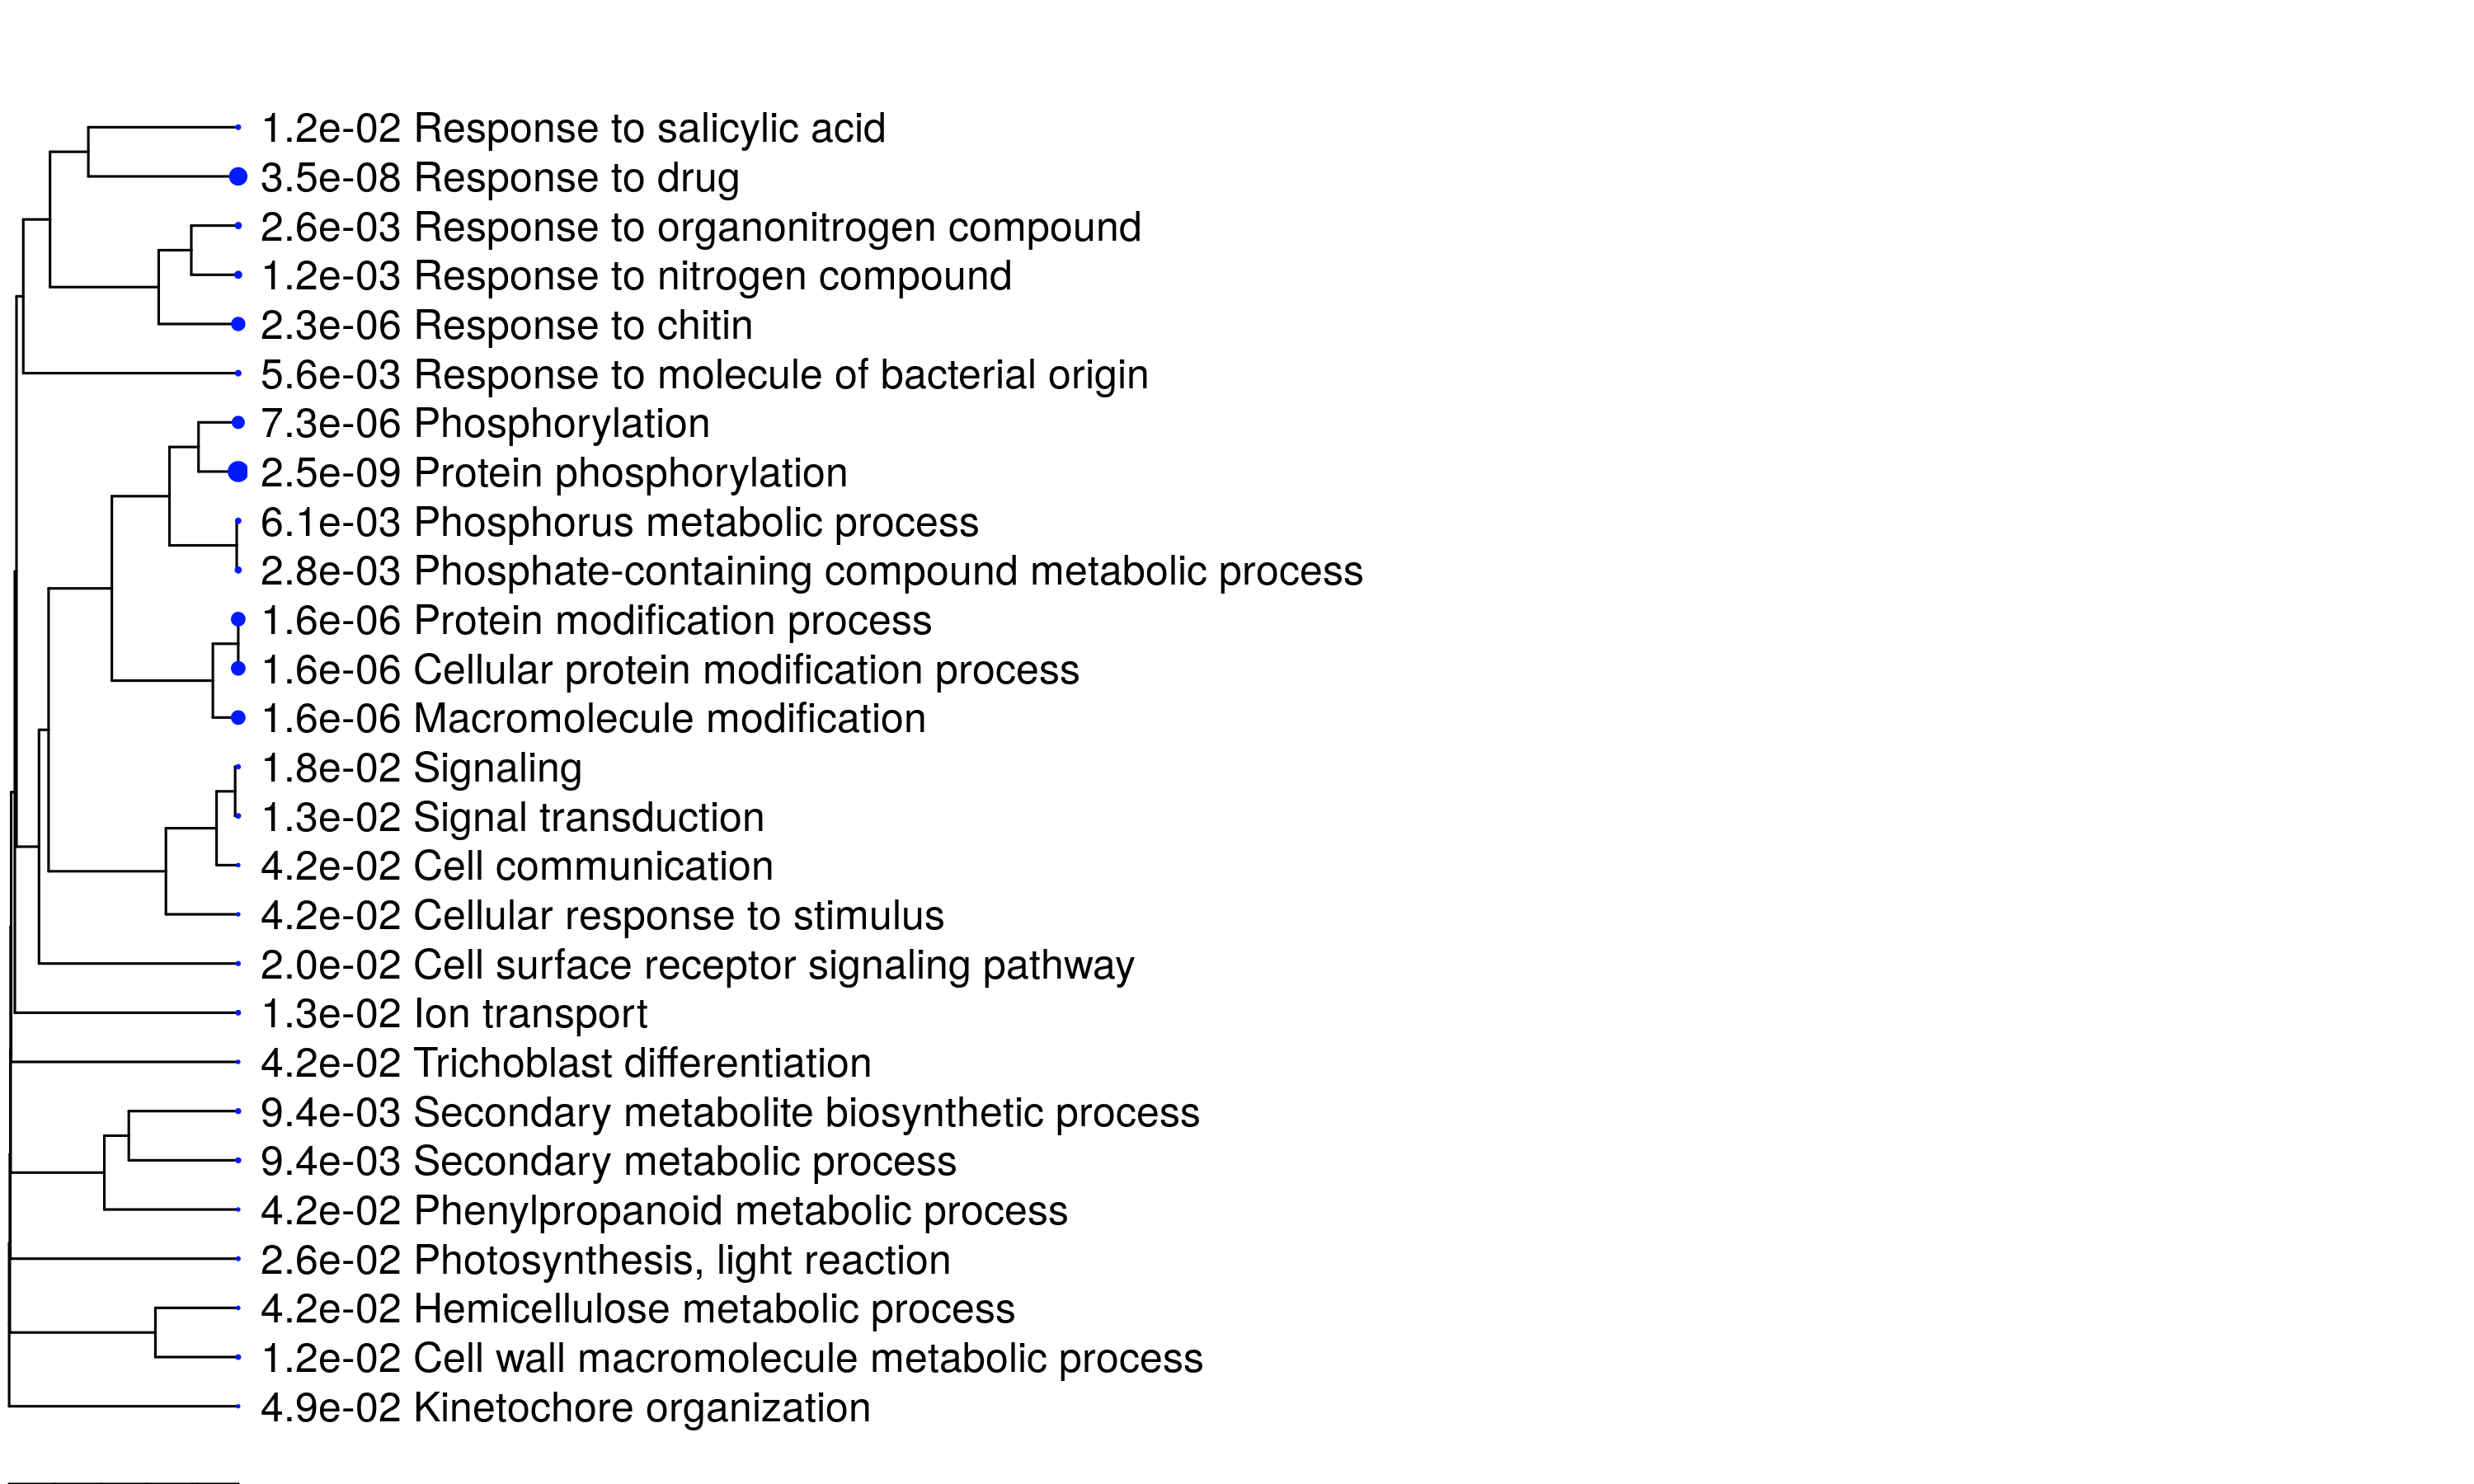 1.2e-02 Response to salicylic acid
3.5e-08 Response to drug
2.6e-03 Response to organonitrogen compound
1.2e-03 Response to nitrogen compound
2.3e-06 Response to chitin
5.6e-03 Response to molecule of bacterial origin
7.3e-06 Phosphorylation
2.5e-09 Protein phosphorylation
6.1e-03 Phosphorus metabolic process
2.8e-03 Phosphate-containing compound metabolic process
1.6e-06 Protein modification process
1.6e-06 Cellular protein modification process
1.6e-06 Macromolecule modification
1.8e-02 Signaling
1.3e-02 Signal transduction
4.2e-02 Cell communication
4.2e-02 Cellular response to stimulus
2.0e-02 Cell surface receptor signaling pathway
1.3e-02 Ion transport
4.2e-02 Trichoblast differentiation
9.4e-03 Secondary metabolite biosynthetic process
9.4e-03 Secondary metabolic process
4.2e-02 Phenylpropanoid metabolic process
2.6e-02 Photosynthesis, light reaction
4.2e-02 Hemicellulose metabolic process
1.2e-02 Cell wall macromolecule metabolic process
4.9e-02 Kinetochore organization